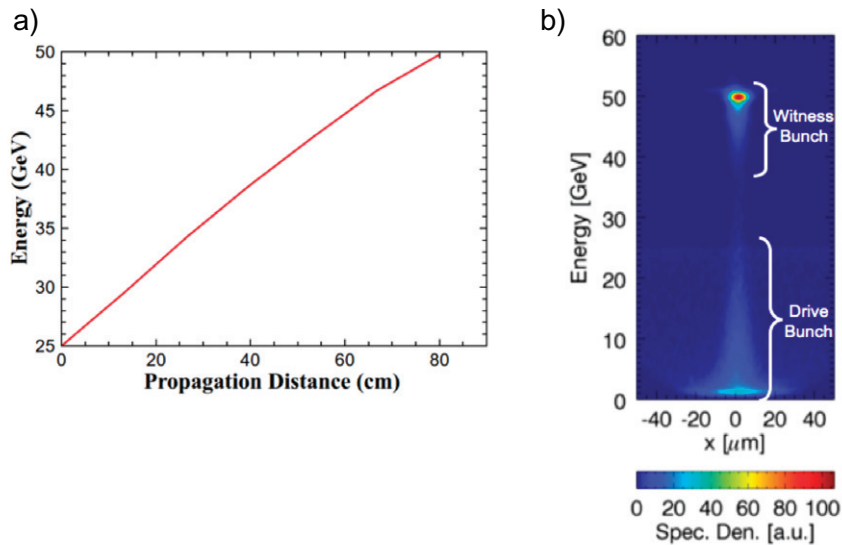 a)
50
45
40
35
30
25
Energy (GeV)
0 20 40 60 80
Propagation Distance (cm)
b)
60
50
40
30
20
10
0
Energy [GeV]
Witness
Bunch
Drive
Bunch
-40 -20 0 20 40
x [μm]
0 20 40 60 80 100
Spec. Den. [a.u.]